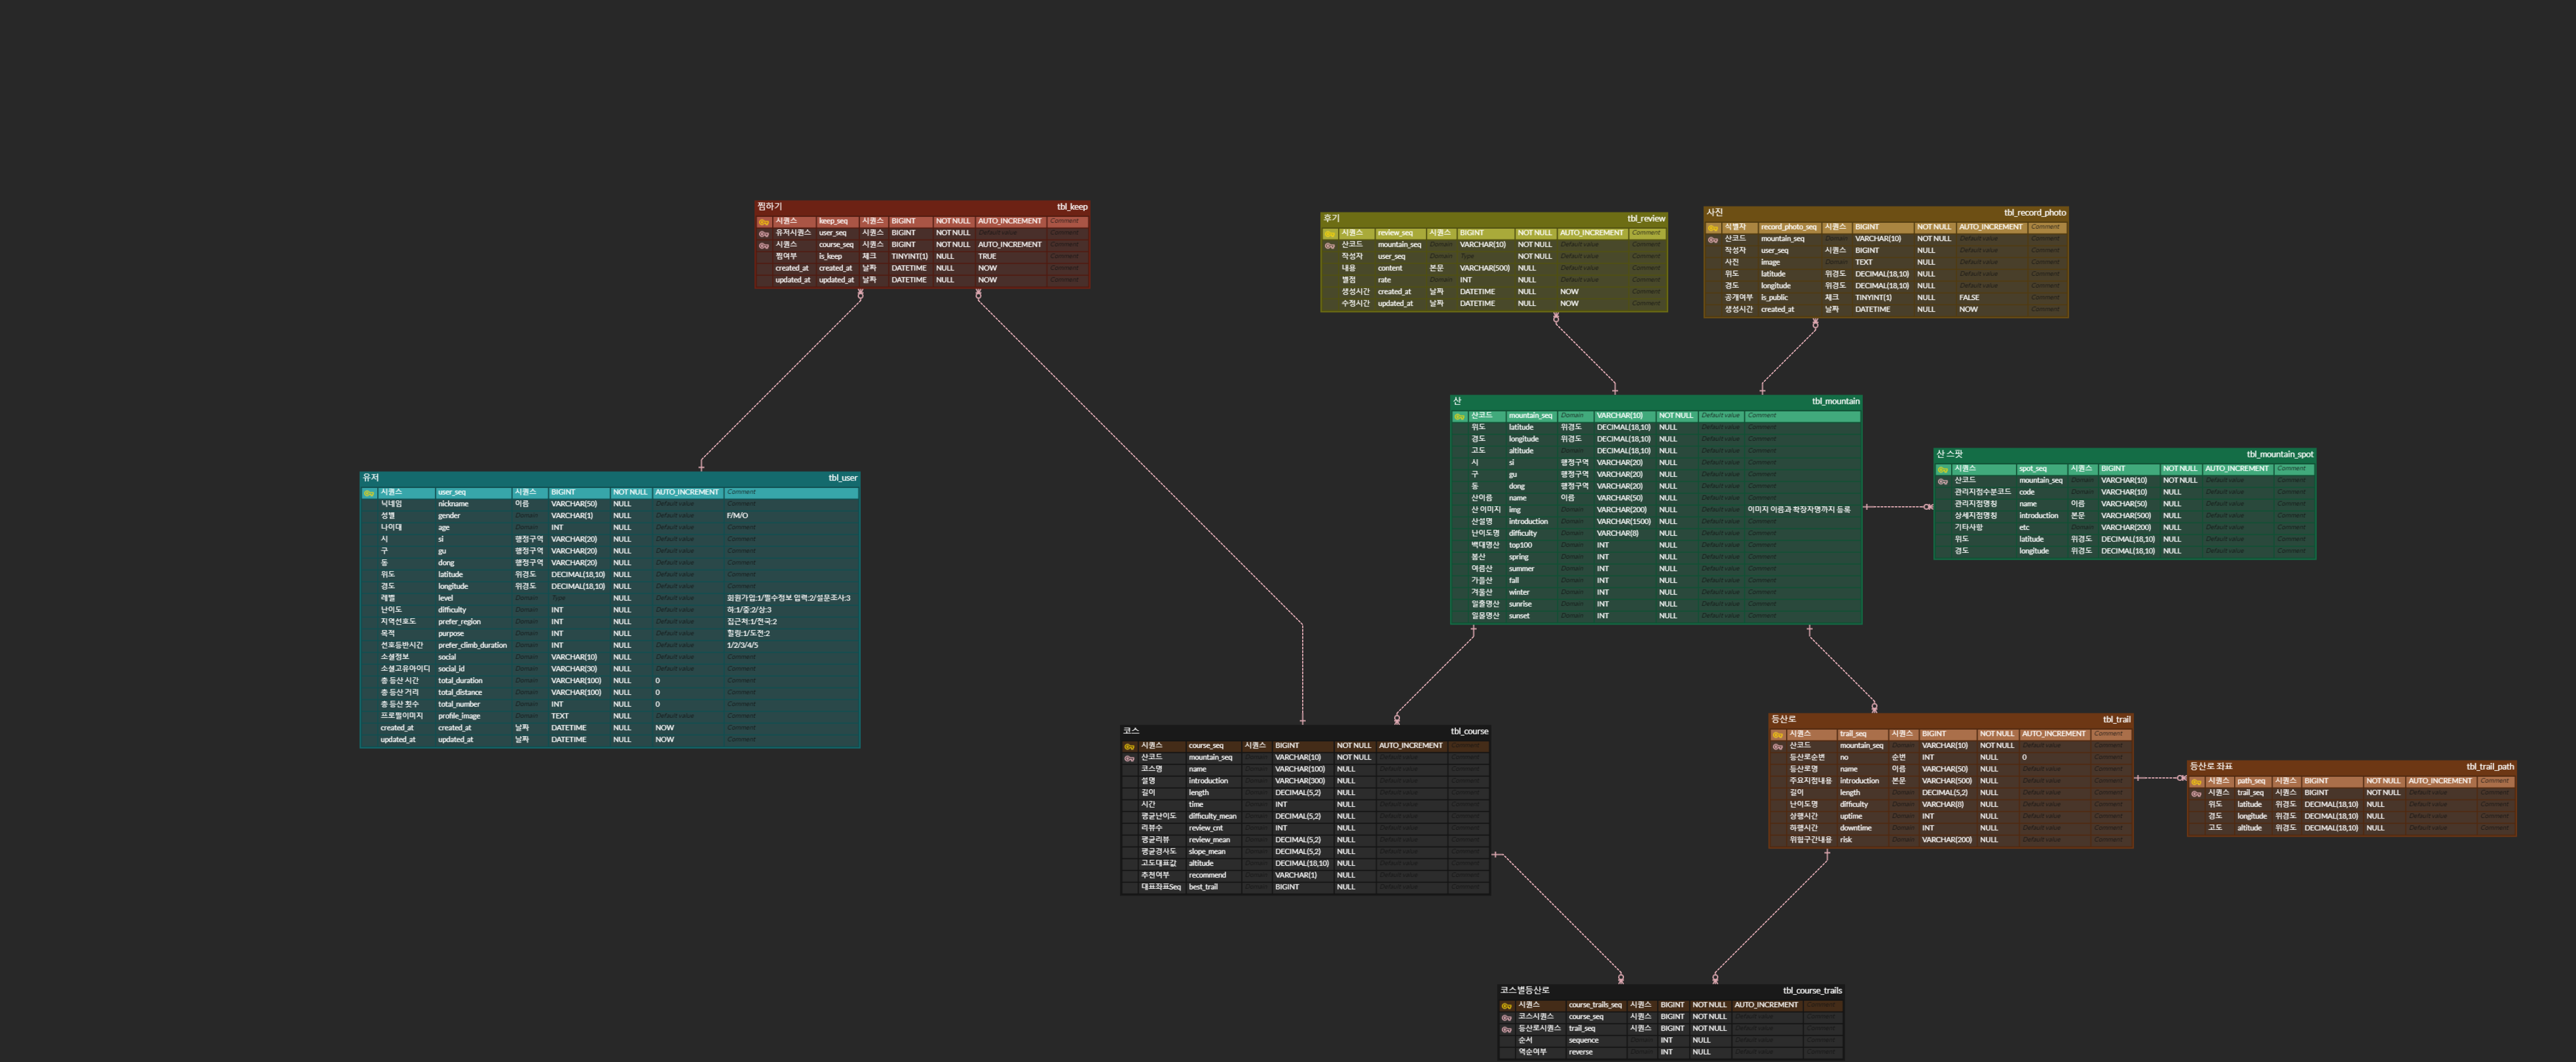 찜하기 tbl_keep
시퀀스 keep_seq 시퀀스 BIGINT NOT NULL AUTO_INCREMENT Comment
유저시퀀스 user_seq 시퀀스 BIGINT NOT NULL Default value Comment
시퀀스 course_seq 시퀀스 BIGINT NOT NULL AUTO_INCREMENT Comment
찜여부 is_keep 체크 TINYINT(1) NULL TRUE Comment
created_at created_at 날짜 DATETIME NULL NOW Comment
updated_at updated_at 날짜 DATETIME NULL NOW Comment
후기 tbl_review
시퀀스 review_seq 시퀀스 BIGINT NOT NULL AUTO_INCREMENT Comment
산코드 mountain_seq Domain VARCHAR(10) NOT NULL Default value Comment
작성자 user_seq Domain Type NOT NULL Default value Comment
내용 content 본문 VARCHAR(500) NULL Default value Comment
별점 rate Domain INT NULL Default value Comment
생성시간 created_at 날짜 DATETIME NULL NOW Comment
수정시간 updated_at 날짜 DATETIME NULL NOW Comment
사진 tbl_record_photo
식별자 record_photo_seq 시퀀스 BIGINT NOT NULL AUTO_INCREMENT Comment
산코드 mountain_seq Domain VARCHAR(10) NOT NULL Default value Comment
작성자 user_seq 시퀀스 BIGINT NULL Default value Comment
사진 image Domain TEXT NULL Default value Comment
위도 latitude 위경도 DECIMAL(18,10) NULL Default value Comment
경도 longitude 위경도 DECIMAL(18,10) NULL Default value Comment
공개여부 is_public 체크 TINYINT(1) NULL FALSE Comment
생성시간 created_at 날짜 DATETIME NULL NOW Comment
산 tbl_mountain
산코드 mountain_seq Domain VARCHAR(10) NOT NULL Default value Comment
위도 latitude 위경도 DECIMAL(18,10) NULL Default value Comment
경도 longitude 위경도 DECIMAL(18,10) NULL Default value Comment
고도 altitude Domain DECIMAL(18,10) NULL Default value Comment
시 si 행정구역 VARCHAR(20) NULL Default value Comment
구 gu 행정구역 VARCHAR(20) NULL Default value Comment
동 dong 행정구역 VARCHAR(20) NULL Default value Comment
산이름 name 이름 VARCHAR(50) NULL Default value Comment
산 이미지 img Domain VARCHAR(200) NULL Default value 이미지 이름과 확장자명까지 등록
산설명 introduction Domain VARCHAR(1500) NULL Default value Comment
난이도명 difficulty Domain VARCHAR(8) NULL Default value Comment
백대명산 top100 Domain INT NULL Default value Comment
봄산 spring Domain INT NULL Default value Comment
여름산 summer Domain INT NULL Default value Comment
가을산 fall Domain INT NULL Default value Comment
겨울산 winter Domain INT NULL Default value Comment
일출명산 sunrise Domain INT NULL Default value Comment
일몰명산 sunset Domain INT NULL Default value Comment
산 스팟 tbl_mountain_spot
시퀀스 spot_seq 시퀀스 BIGINT NOT NULL AUTO_INCREMENT Comment
산코드 mountain_seq Domain VARCHAR(10) NOT NULL Default value Comment
관리지점수분코드 code Domain VARCHAR(10) NULL Default value Comment
관리지점명칭 name 이름 VARCHAR(50) NULL Default value Comment
상세지점명칭 introduction 본문 VARCHAR(500) NULL Default value Comment
기타사항 etc Domain VARCHAR(200) NULL Default value Comment
위도 latitude 위경도 DECIMAL(18,10) NULL Default value Comment
경도 longitude 위경도 DECIMAL(18,10) NULL Default value Comment
유저 tbl_user
시퀀스 user_seq 시퀀스 BIGINT NOT NULL AUTO_INCREMENT Comment
닉네임 nickname 이름 VARCHAR(50) NULL Default value Comment
성별 gender Domain VARCHAR(1) NULL Default value F/M/O
나이대 age Domain INT NULL Default value Comment
시 si 행정구역 VARCHAR(20) NULL Default value Comment
구 gu 행정구역 VARCHAR(20) NULL Default value Comment
동 dong 행정구역 VARCHAR(20) NULL Default value Comment
위도 latitude 위경도 DECIMAL(18,10) NULL Default value Comment
경도 longitude 위경도 DECIMAL(18,10) NULL Default value Comment
레벨 level Domain Type NULL Default value 회원가입:1/필수정보 입력:2/설문조사:3
난이도 difficulty Domain INT NULL Default value 하:1/중:2/상:3
지역선호도 prefer_region Domain INT NULL Default value 집근처:1/전국:2
목적 purpose Domain INT NULL Default value 힐링:1/도전:2
선호등반시간 prefer_climb_duration Domain INT NULL Default value 1/2/3/4/5
소셜정보 social Domain VARCHAR(10) NULL Default value Comment
소셜고유아이디 social_id Domain VARCHAR(30) NULL Default value Comment
총 등산 시간 total_duration Domain VARCHAR(100) NULL 0 Comment
총 등산 거리 total_distance Domain VARCHAR(100) NULL 0 Comment
총 등산 횟수 total_number Domain INT NULL 0 Comment
프로필이미지 profile_image Domain TEXT NULL Default value Comment
created_at created_at 날짜 DATETIME NULL NOW Comment
updated_at updated_at 날짜 DATETIME NULL NOW Comment
코스 tbl_course
시퀀스 course_seq 시퀀스 BIGINT NOT NULL AUTO_INCREMENT Comment
산코드 mountain_seq Domain VARCHAR(10) NOT NULL Default value Comment
코스명 name Domain VARCHAR(100) NULL Default value Comment
설명 introduction Domain VARCHAR(300) NULL Default value Comment
길이 length Domain DECIMAL(5,2) NULL Default value Comment
시간 time Domain INT NULL Default value Comment
평균난이도 difficulty_mean Domain DECIMAL(5,2) NULL Default value Comment
리뷰수 review_cnt Domain INT NULL Default value Comment
평균리뷰 review_mean Domain DECIMAL(5,2) NULL Default value Comment
평균경사도 slope_mean Domain DECIMAL(5,2) NULL Default value Comment
고도대표값 altitude Domain DECIMAL(18,10) NULL Default value Comment
추천여부 recommend Domain VARCHAR(1) NULL Default value Comment
대표좌표Seq best_trail Domain BIGINT NULL Default value Comment
등산로 tbl_trail
시퀀스 trail_seq 시퀀스 BIGINT NOT NULL AUTO_INCREMENT Comment
산코드 mountain_seq Domain VARCHAR(10) NOT NULL Default value Comment
등산로순번 no 순번 INT NULL 0 Comment
등산로명 name 이름 VARCHAR(50) NULL Default value Comment
주요지점내용 introduction 본문 VARCHAR(500) NULL Default value Comment
길이 length Domain DECIMAL(5,2) NULL Default value Comment
난이도명 difficulty Domain VARCHAR(8) NULL Default value Comment
상행시간 uptime Domain INT NULL Default value Comment
하행시간 downtime Domain INT NULL Default value Comment
위험구간내용 risk Domain VARCHAR(200) NULL Default value Comment
등산로 좌표 tbl_trail_path
시퀀스 path_seq 시퀀스 BIGINT NOT NULL AUTO_INCREMENT Comment
시퀀스 trail_seq 시퀀스 BIGINT NOT NULL Default value Comment
위도 latitude 위경도 DECIMAL(18,10) NULL Default value Comment
경도 longitude 위경도 DECIMAL(18,10) NULL Default value Comment
고도 altitude 위경도 DECIMAL(18,10) NULL Default value Comment
코스별등산로 tbl_course_trails
시퀀스 course_trails_seq 시퀀스 BIGINT NOT NULL AUTO_INCREMENT Comment
코스시퀀스 course_seq 시퀀스 BIGINT NOT NULL Default value Comment
등산로시퀀스 trail_seq 시퀀스 BIGINT NOT NULL Default value Comment
순서 sequence Domain INT NULL Default value Comment
역순여부 reverse Domain INT NULL Default value Comment